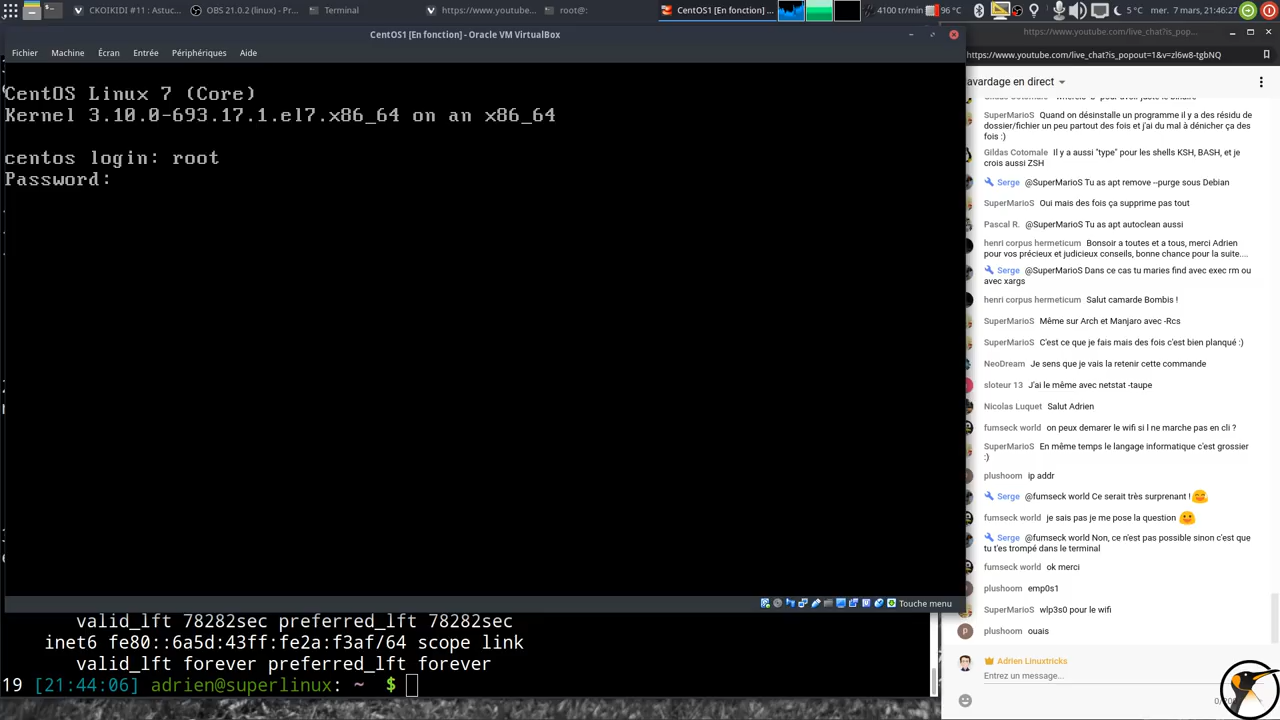 CK0IKIDI #11 : Astuc...
OBS 21.0.2 (linux) - Pr...
Terminal
https://www.youtube...
root@:
CentOS1 [En fonction] ...
4100 tr/min
96 °C
5 °C
mer. 7 mars, 21:46:27
CentOS1 [En fonction] - Oracle VM VirtualBox
Fichier Machine Écran Entrée Périphériques Aide
CentOS Linux 7 (Core)
Kernel 3.10.0-693.17.1.el7.x86_64 on an x86_64
centos login: root
Password:
Touche menu
valid_lft 78282sec preferred_lft 78282sec
inet6 fe80::6a5d:43ff:fcfa:f3af/64 scope link
valid_lft forever preferred_lft forever
19 [21:44:06] adrien@superlinux: ~ $
https://www.youtube.com/live_chat?is_pop...
https://www.youtube.com/live_chat?is_popout=1&v=zl6w8-tgbNQ
avardage en direct
SuperMarioS Quand on désinstalle un programme il y a des résidus de
dossier/fichier un peu partout des fois et j'ai du mal à dénicher ça des
fois :)
Gildas Cotomale Il y a aussi "type" pour les shells KSH, BASH, et je
crois aussi ZSH
Serge @SuperMarioS Tu as apt remove --purge sous Debian
SuperMarioS Oui mais des fois ça supprime pas tout
Pascal R. @SuperMarioS Tu as apt autoclean aussi
henri corpus hermeticum Bonsoir a toutes et a tous, merci Adrien
pour vos précieux et judicieux conseils, bonne chance pour la suite....
Serge @SuperMarioS Dans ce cas tu maries find avec exec rm ou
avec xargs
henri corpus hermeticum Salut camarde Bombis !
SuperMarioS Même sur Arch et Manjaro avec -Rcs
SuperMarioS C'est ce que je fais mais des fois c'est bien planqué :)
NeoDream Je sens que je vais la retenir cette commande
sloteur 13 J'ai le même avec netstat -taupe
Nicolas Luquet Salut Adrien
fumseck world on peux demarer le wifi si l ne marche pas en cli ?
SuperMarioS En même temps le langage informatique c'est grossier
:)
plushoom ip addr
Serge @fumseck world Ce serait très surprenant !
fumseck world je sais pas je me pose la question
Serge @fumseck world Non, ce n'est pas possible sinon c'est que
tu t'es trompé dans le terminal
fumseck world ok merci
plushoom emp0s1
SuperMarioS wlp3s0 pour le wifi
plushoom ouais
Adrien Linuxtricks
Entrez un message...